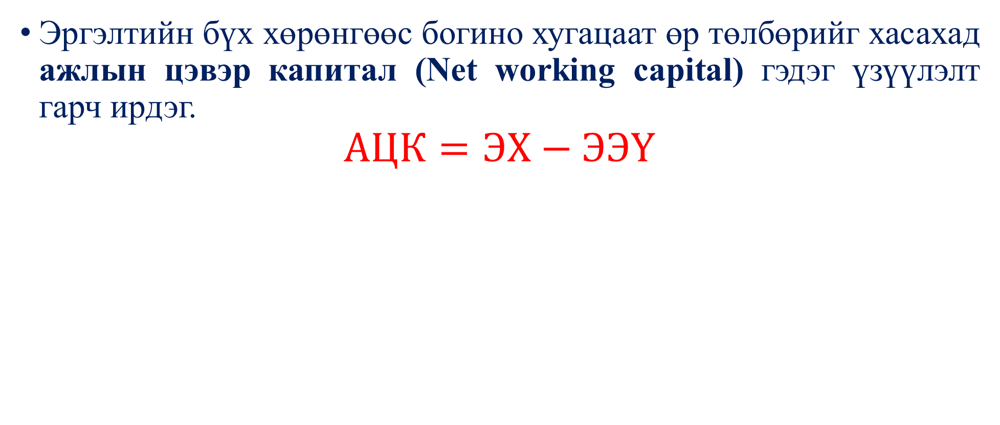 • Эргэлтийн бүх хөрөнгөөс богино хугацаат өр төлбөрийг хасахад
ажлын цэвэр капитал (Net working capital) гэдэг үзүүлэлт
гарч ирдэг.
АЦК = ЭХ − ЭЭҮ